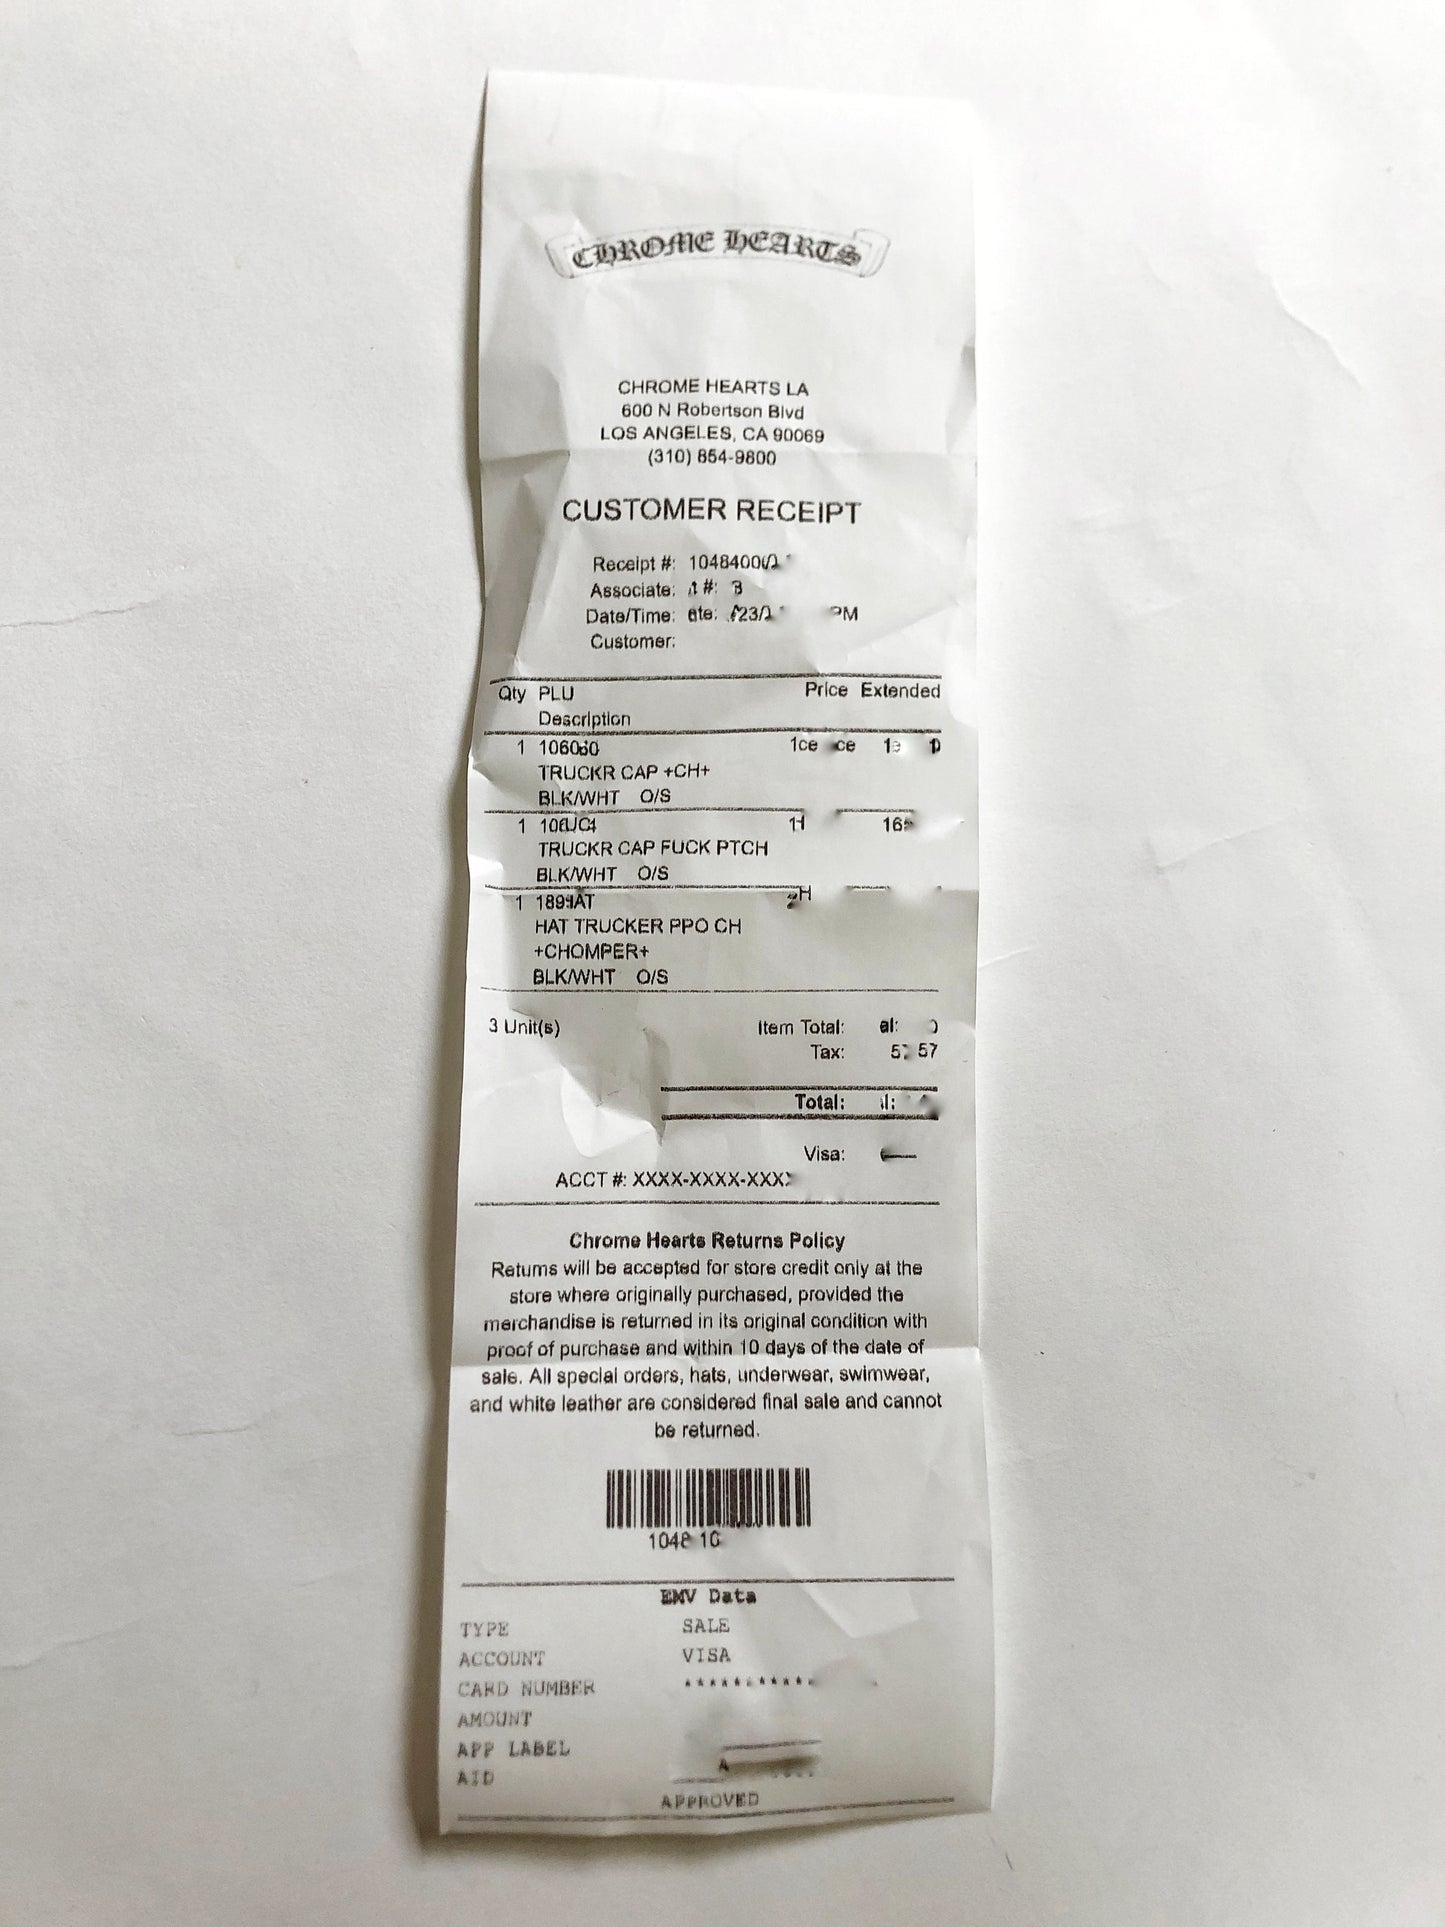 CHROME HEARTS
CHROME HEARTS LA
600 N Robertson Blvd
LOS ANGELES, CA 90069
(310) 854-9800
CUSTOMER RECEIPT
Receipt #:
Associate:
Date/Time: PM
Customer:
Qty PLU Price Extended
Description
1
TRUCKR CAP +CH+
BLK/WHT O/S
1
TRUCKR CAP FUCK PTCH
BLK/WHT O/S
1
HAT TRUCKER PPO CH
+CHOMPER+
BLK/WHT O/S
3 Unit(s) Item Total:
Tax:
Total:
Visa:
ACCT #:
Chrome Hearts Returns Policy
Returns will be accepted for store credit only at the
store where originally purchased, provided the
merchandise is returned in its original condition with
proof of purchase and within 10 days of the date of
sale. All special orders, hats, underwear, swimwear,
and white leather are considered final sale and cannot
be returned.
EMV Data
TYPE SALE
ACCOUNT VISA
CARD NUMBER
AMOUNT
APP LABEL
AID
APPROVED